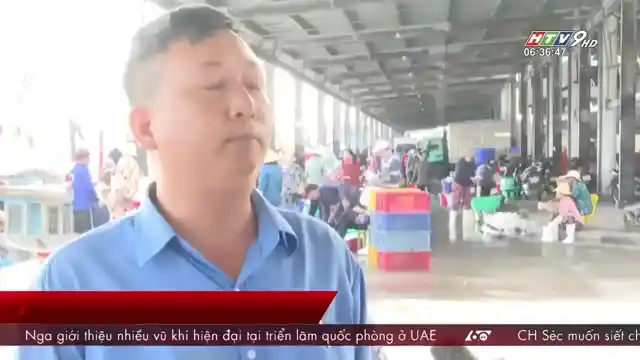 HTV9HD
06:36:47
Nga giới thiệu nhiều vũ khí hiện đại tại triển lãm quốc phòng ở UAE 60 CH Séc muốn siết ch